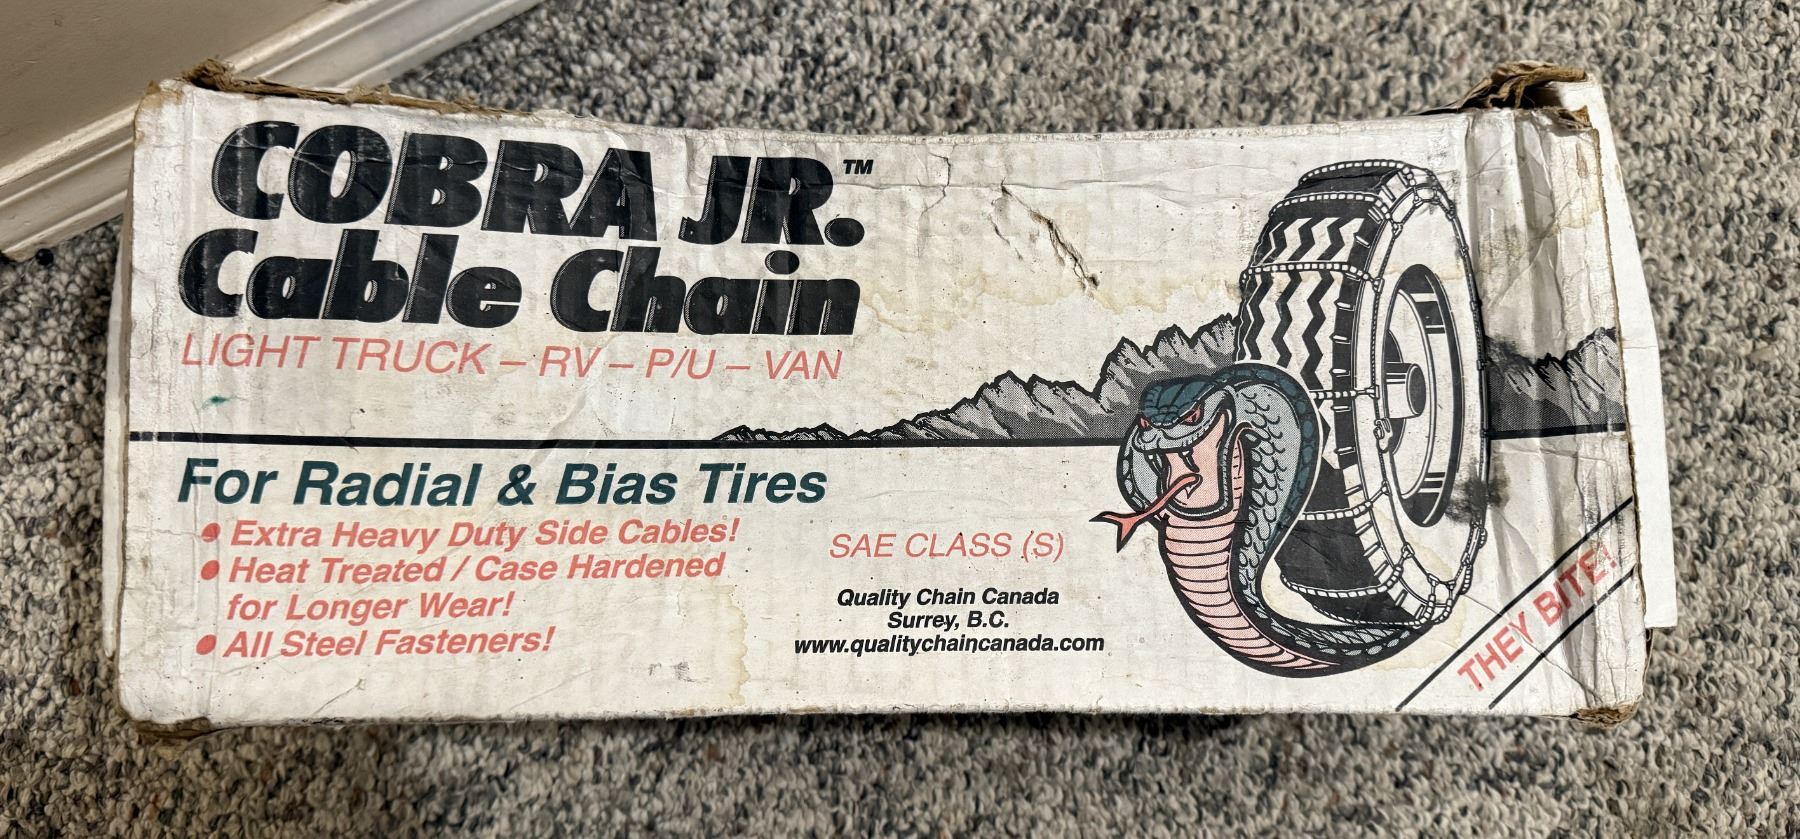 COBRA JR.™
Cable Chain
LIGHT TRUCK – RV – P/U – VAN
For Radial & Bias Tires
• Extra Heavy Duty Side Cables!
• Heat Treated / Case Hardened
for Longer Wear!
• All Steel Fasteners!
SAE CLASS (S)
Quality Chain Canada
Surrey, B.C.
www.qualitychaincanada.com
THEY BITE!